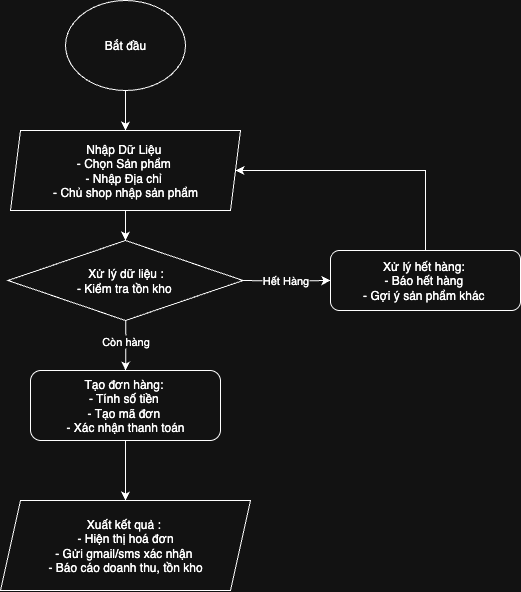 Bắt đầu
Nhập Dữ Liệu
- Chọn Sản phẩm
- Nhập Địa chỉ
- Chủ shop nhập sản phẩm
Xử lý dữ liệu :
- Kiểm tra tồn kho
Hết Hàng
Xử lý hết hàng:
- Báo hết hàng
- Gợi ý sản phẩm khác
Còn hàng
Tạo đơn hàng:
- Tính số tiền
- Tạo mã đơn
- Xác nhận thanh toán
Xuất kết quả :
- Hiện thị hoá đơn
- Gửi gmail/sms xác nhận
- Báo cáo doanh thu, tồn kho